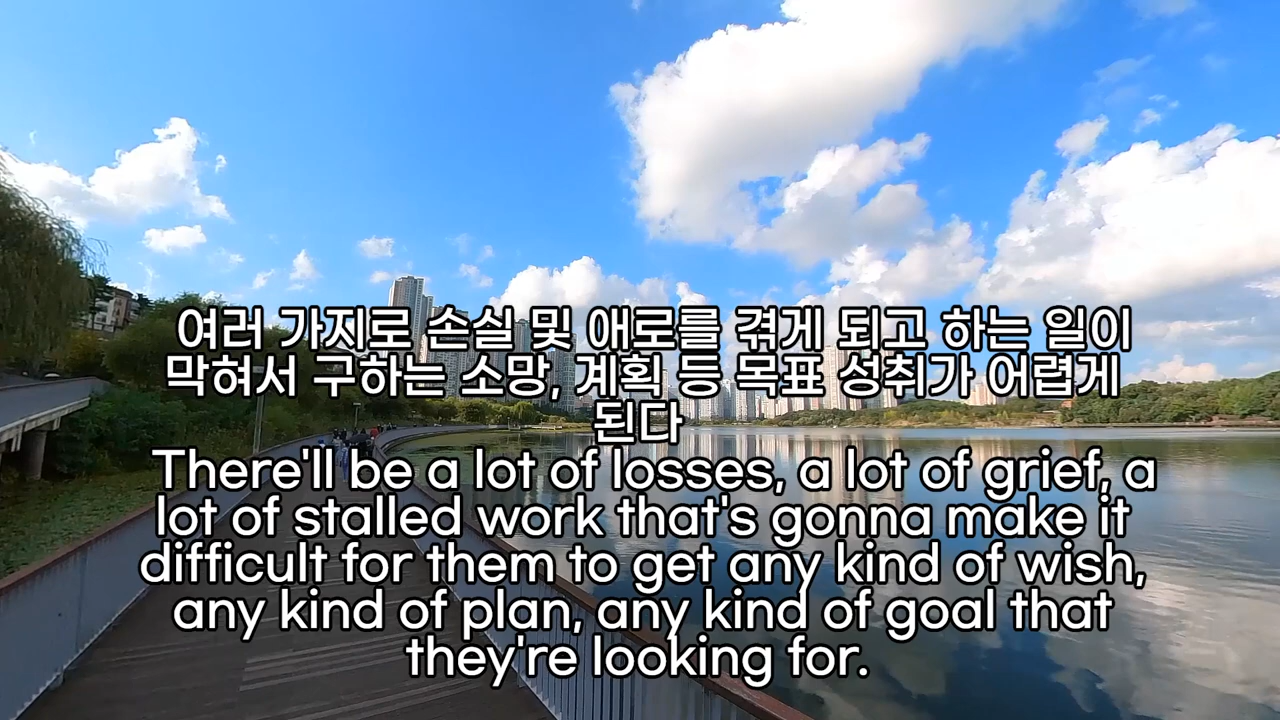 여러 가지로 손실 및 애로를 겪게 되고 하는 일이
막혀서 구하는 소망, 계획 등 목표 성취가 어렵게
된다
There'll be a lot of losses, a lot of grief, a
lot of stalled work that's gonna make it
difficult for them to get any kind of wish,
any kind of plan, any kind of goal that
they're looking for.